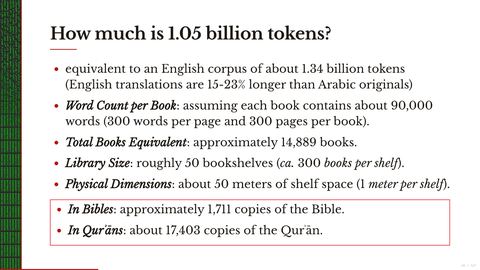 How much is 1.05 billion tokens?
• equivalent to an English corpus of about 1.34 billion tokens
(English translations are 15-23% longer than Arabic originals)
• Word Count per Book: assuming each book contains about 90,000
words (300 words per page and 300 pages per book).
• Total Books Equivalent: approximately 14,889 books.
• Library Size: roughly 50 bookshelves (ca. 300 books per shelf).
• Physical Dimensions: about 50 meters of shelf space (1 meter per shelf).
• In Bibles: approximately 1,711 copies of the Bible.
• In Qurʾāns: about 17,403 copies of the Qurʾān.